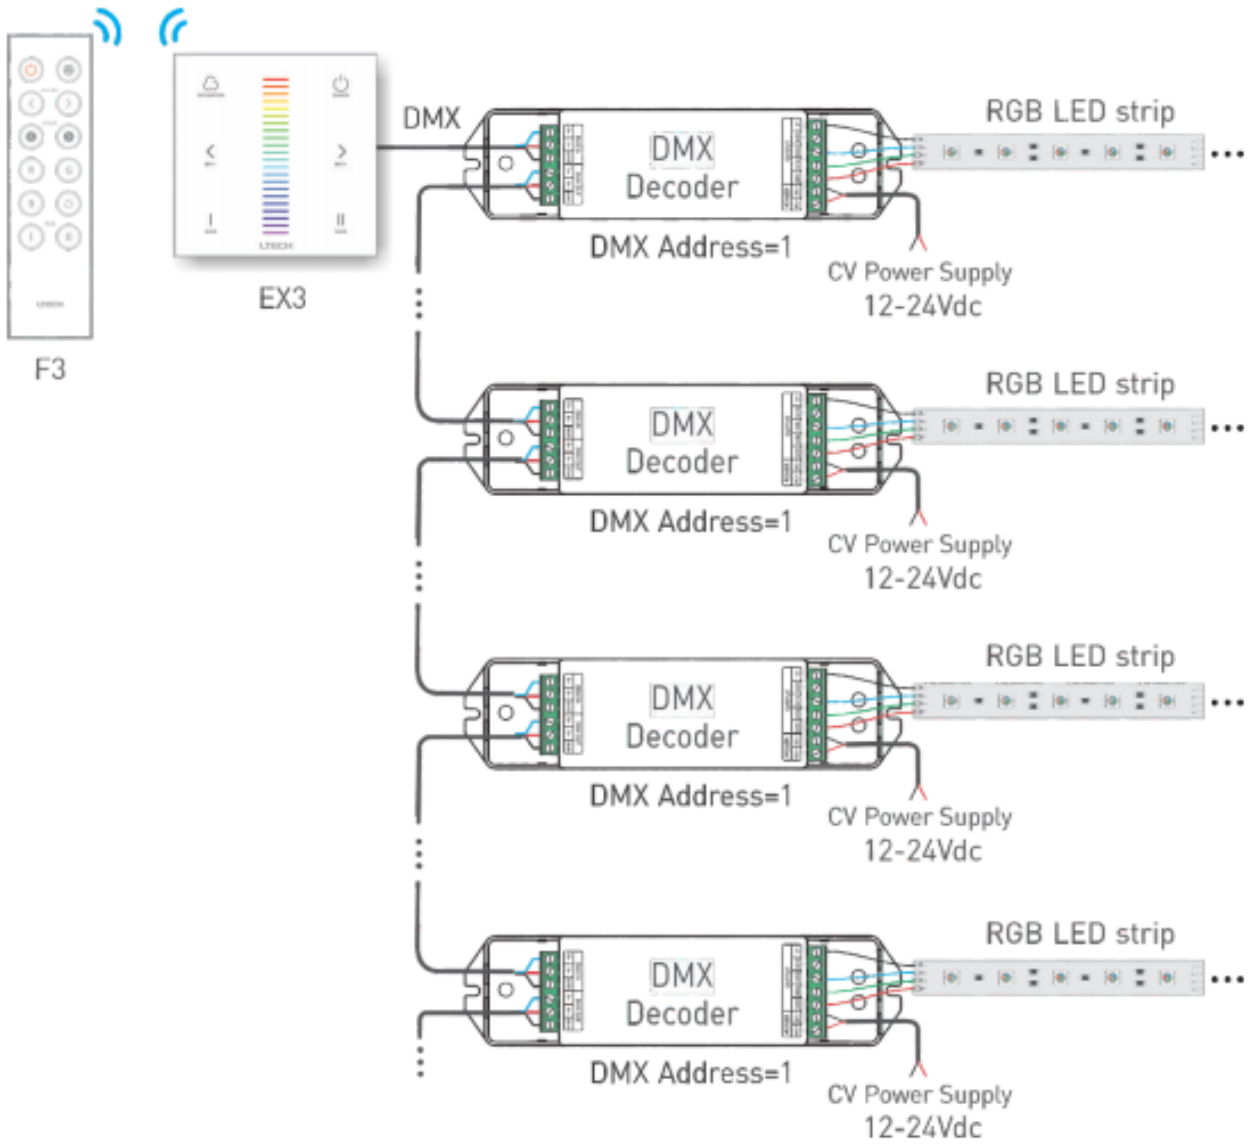 DMX
RGB LED strip
DMX
Decoder
LTECH
DMX Address=1
EX3
CV Power Supply
12-24Vdc
F3
RGB LED strip
DMX
Decoder
DMX Address=1
CV Power Supply
12-24Vdc
RGB LED strip
DMX
Decoder
DMX Address=1
CV Power Supply
12-24Vdc
RGB LED strip
DMX
Decoder
DMX Address=1
CV Power Supply
12-24Vdc